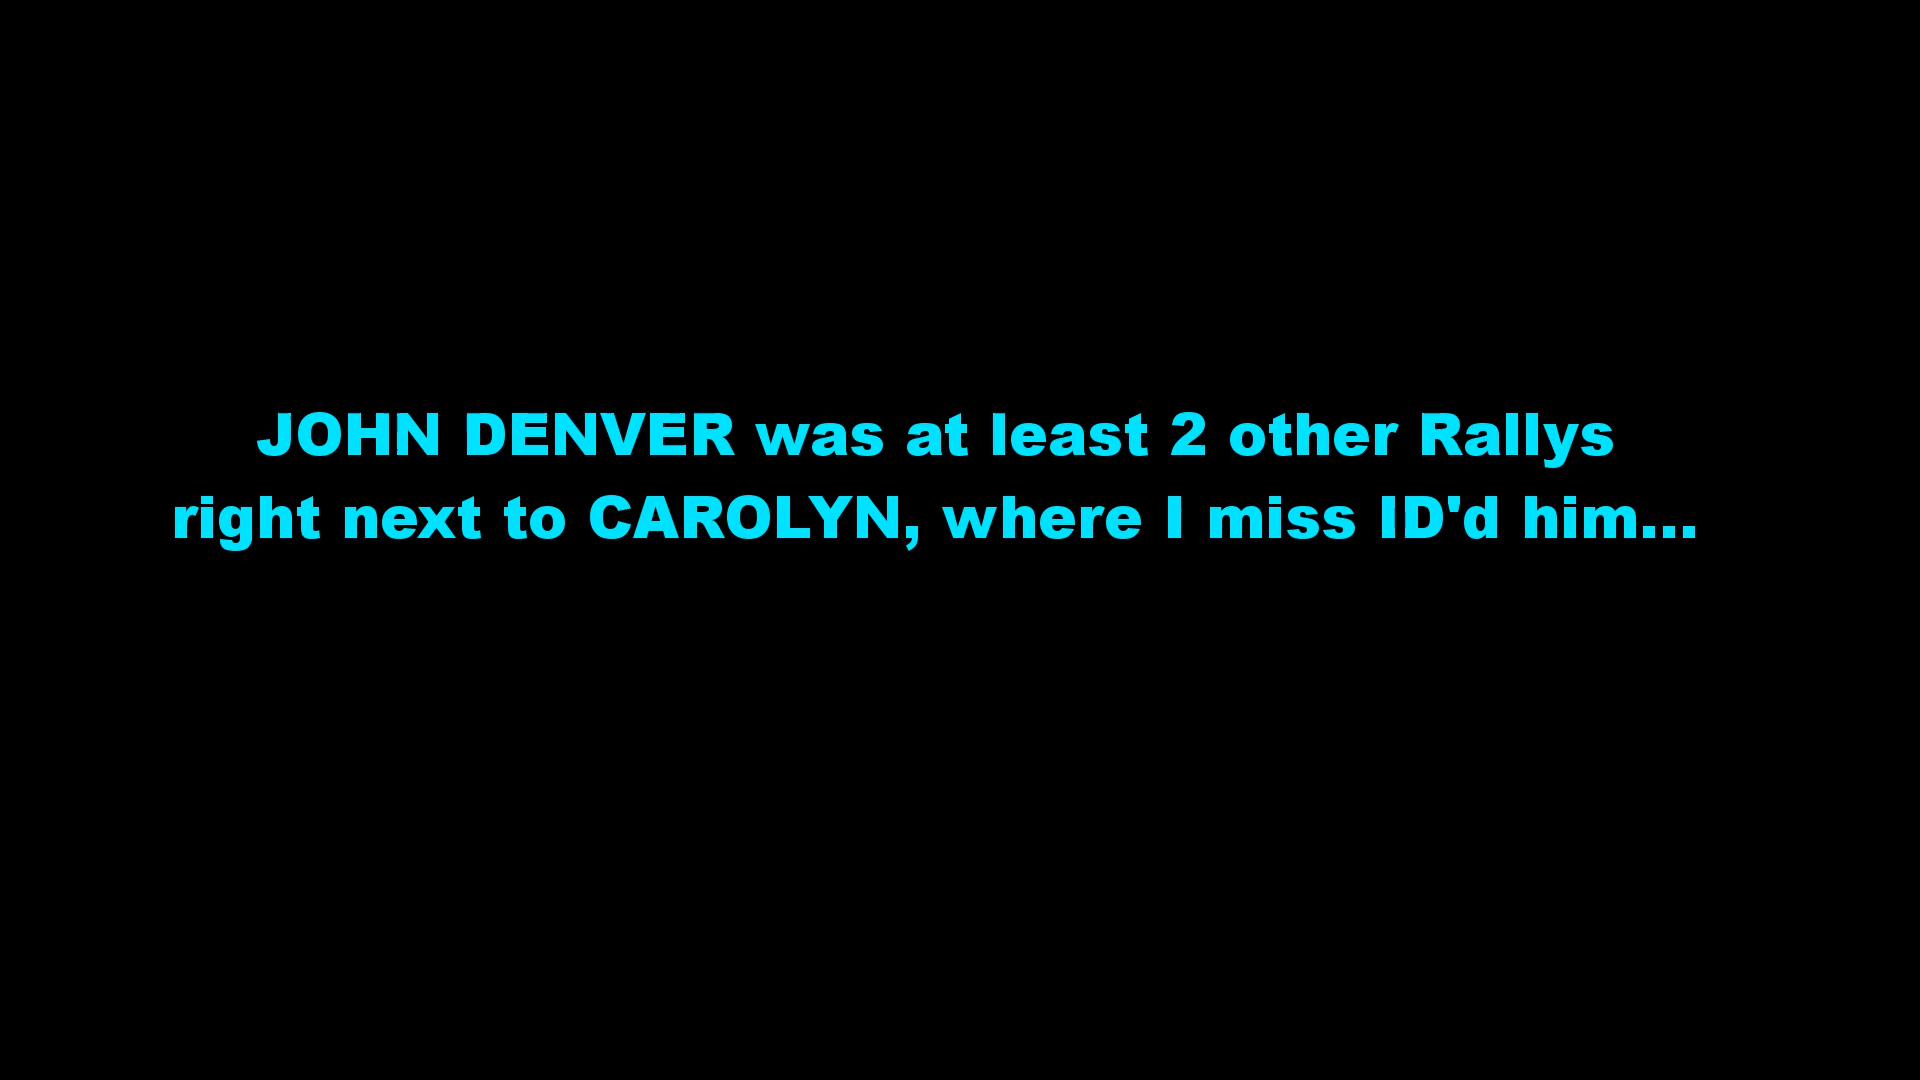 JOHN DENVER was at least 2 other Rallys
right next to CAROLYN, where I miss ID'd him...